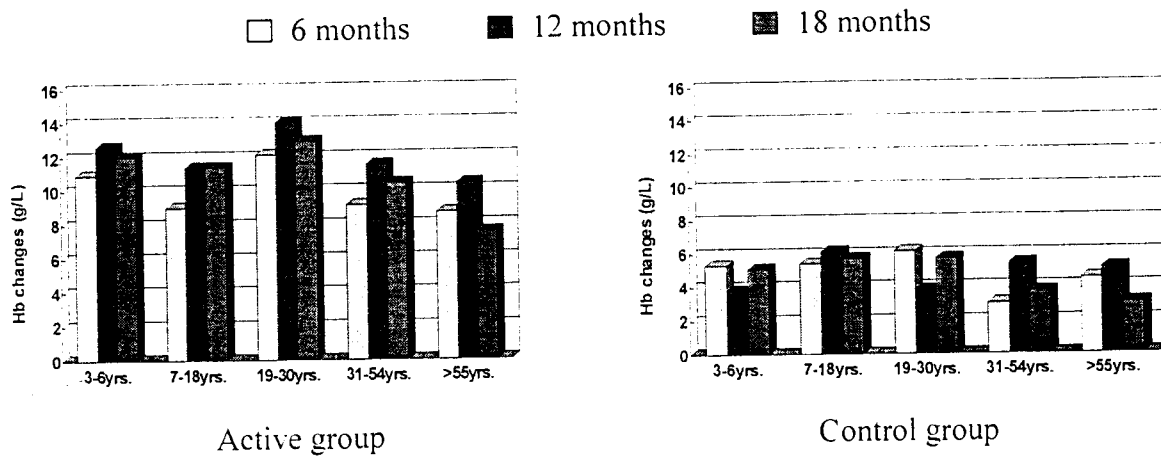 6 months 12 months 18 months
Hb changes (g/L)
16
14
12
10
8
6
4
2
0
3-6yrs. 7-18yrs. 19-30yrs. 31-54yrs. >55yrs.
Active group
Hb changes (g/L)
16
14
12
10
8
6
4
2
0
3-6yrs. 7-18yrs. 19-30yrs. 31-54yrs. >55yrs.
Control group